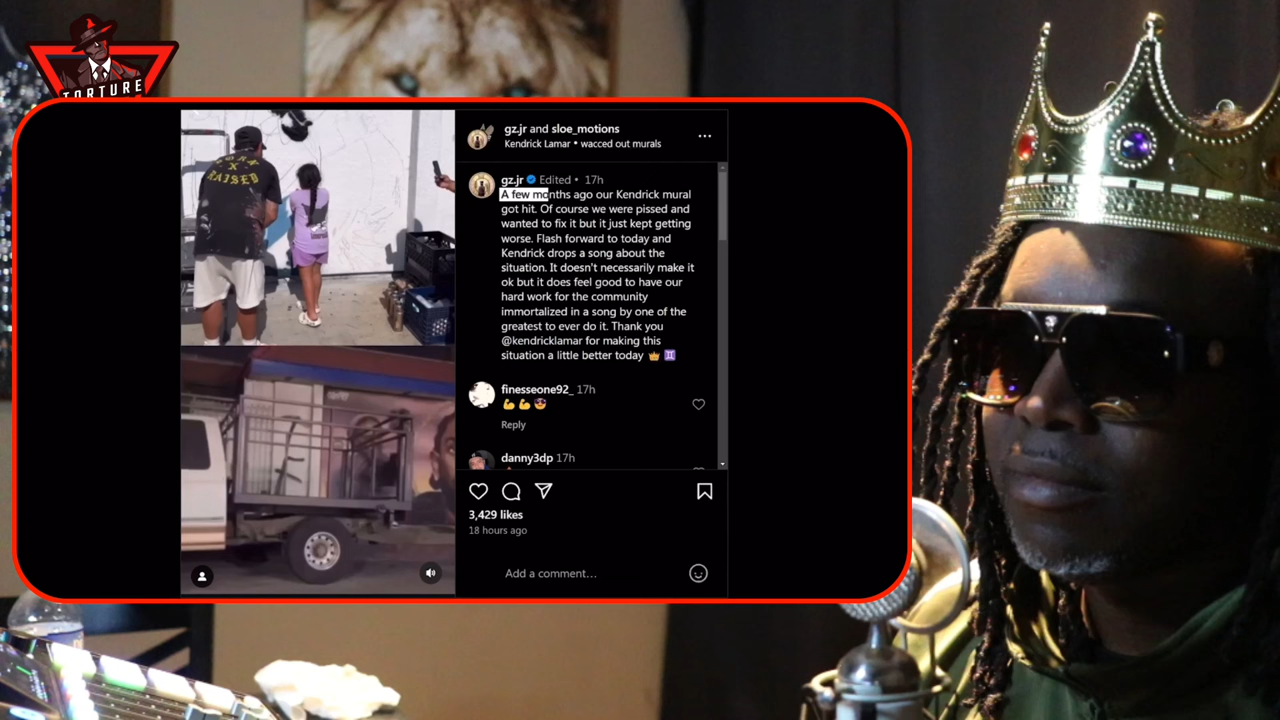 TORTURE
WORK
X
RAISED
gz.jr and sloe_motions
Kendrick Lamar • wacced out murals
gz.jr Edited • 17h
A few months ago our Kendrick mural
got hit. Of course we were pissed and
wanted to fix it but it just kept getting
worse. Flash forward to today and
Kendrick drops a song about the
situation. It doesn't necessarily make it
ok but it does feel good to have our
hard work for the community
immortalized in a song by one of the
greatest to ever do it. Thank you
@kendricklamar for making this
situation a little better today 👑 ♊
finesseone92_ 17h
💪 💪 😎
Reply
danny3dp 17h
3,429 likes
18 hours ago
Add a comment...